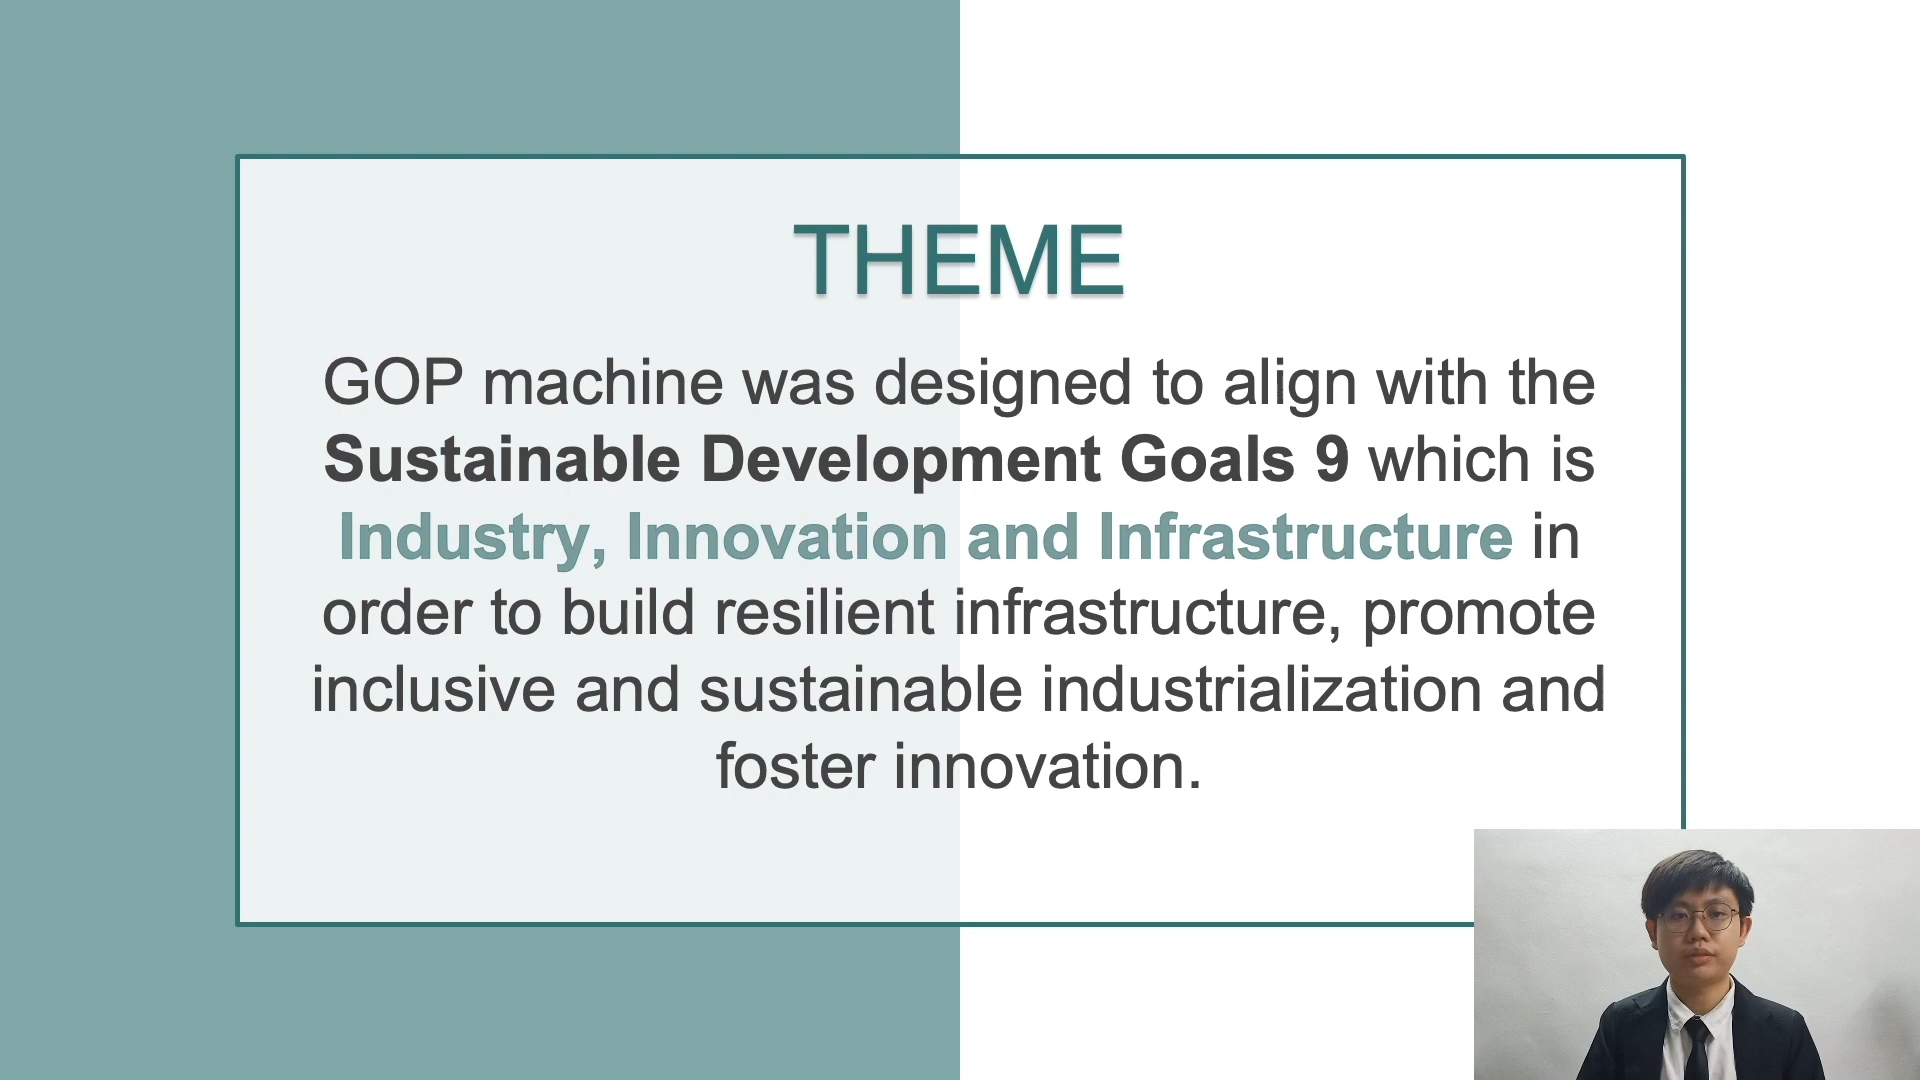 THEME
GOP machine was designed to align with the
Sustainable Development Goals 9 which is
Industry, Innovation and Infrastructure in
order to build resilient infrastructure, promote
inclusive and sustainable industrialization and
foster innovation.